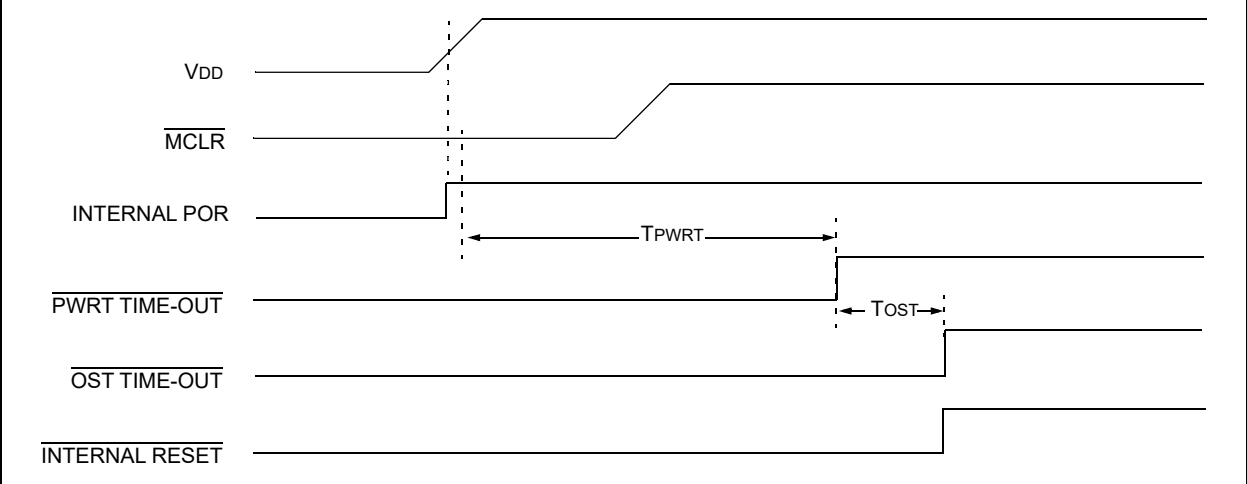 VDD
MCLR
INTERNAL POR
TPWRT
PWRT TIME-OUT
TOST
OST TIME-OUT
INTERNAL RESET